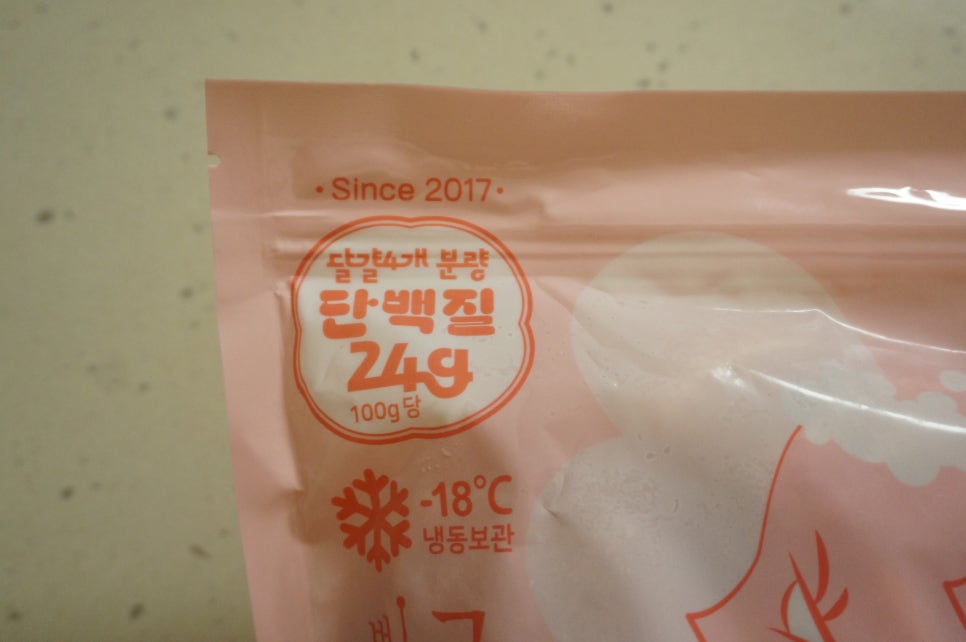 ·Since 2017·
달걀4개 분량
단백질
24g
100g당
-18°C
냉동보관